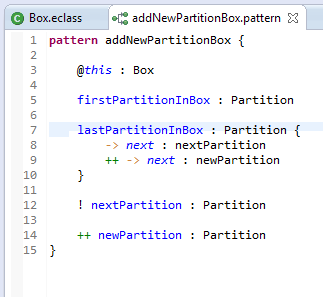 Box.eclass addNewPartitionBox.pattern
1 pattern addNewPartitionBox {
2
3 @this : Box
4
5 firstPartitionInBox : Partition
6
7 lastPartitionInBox : Partition {
8 -> next : nextPartition
9 ++ -> next : newPartition
10 }
11
12 ! nextPartition : Partition
13
14 ++ newPartition : Partition
15 }